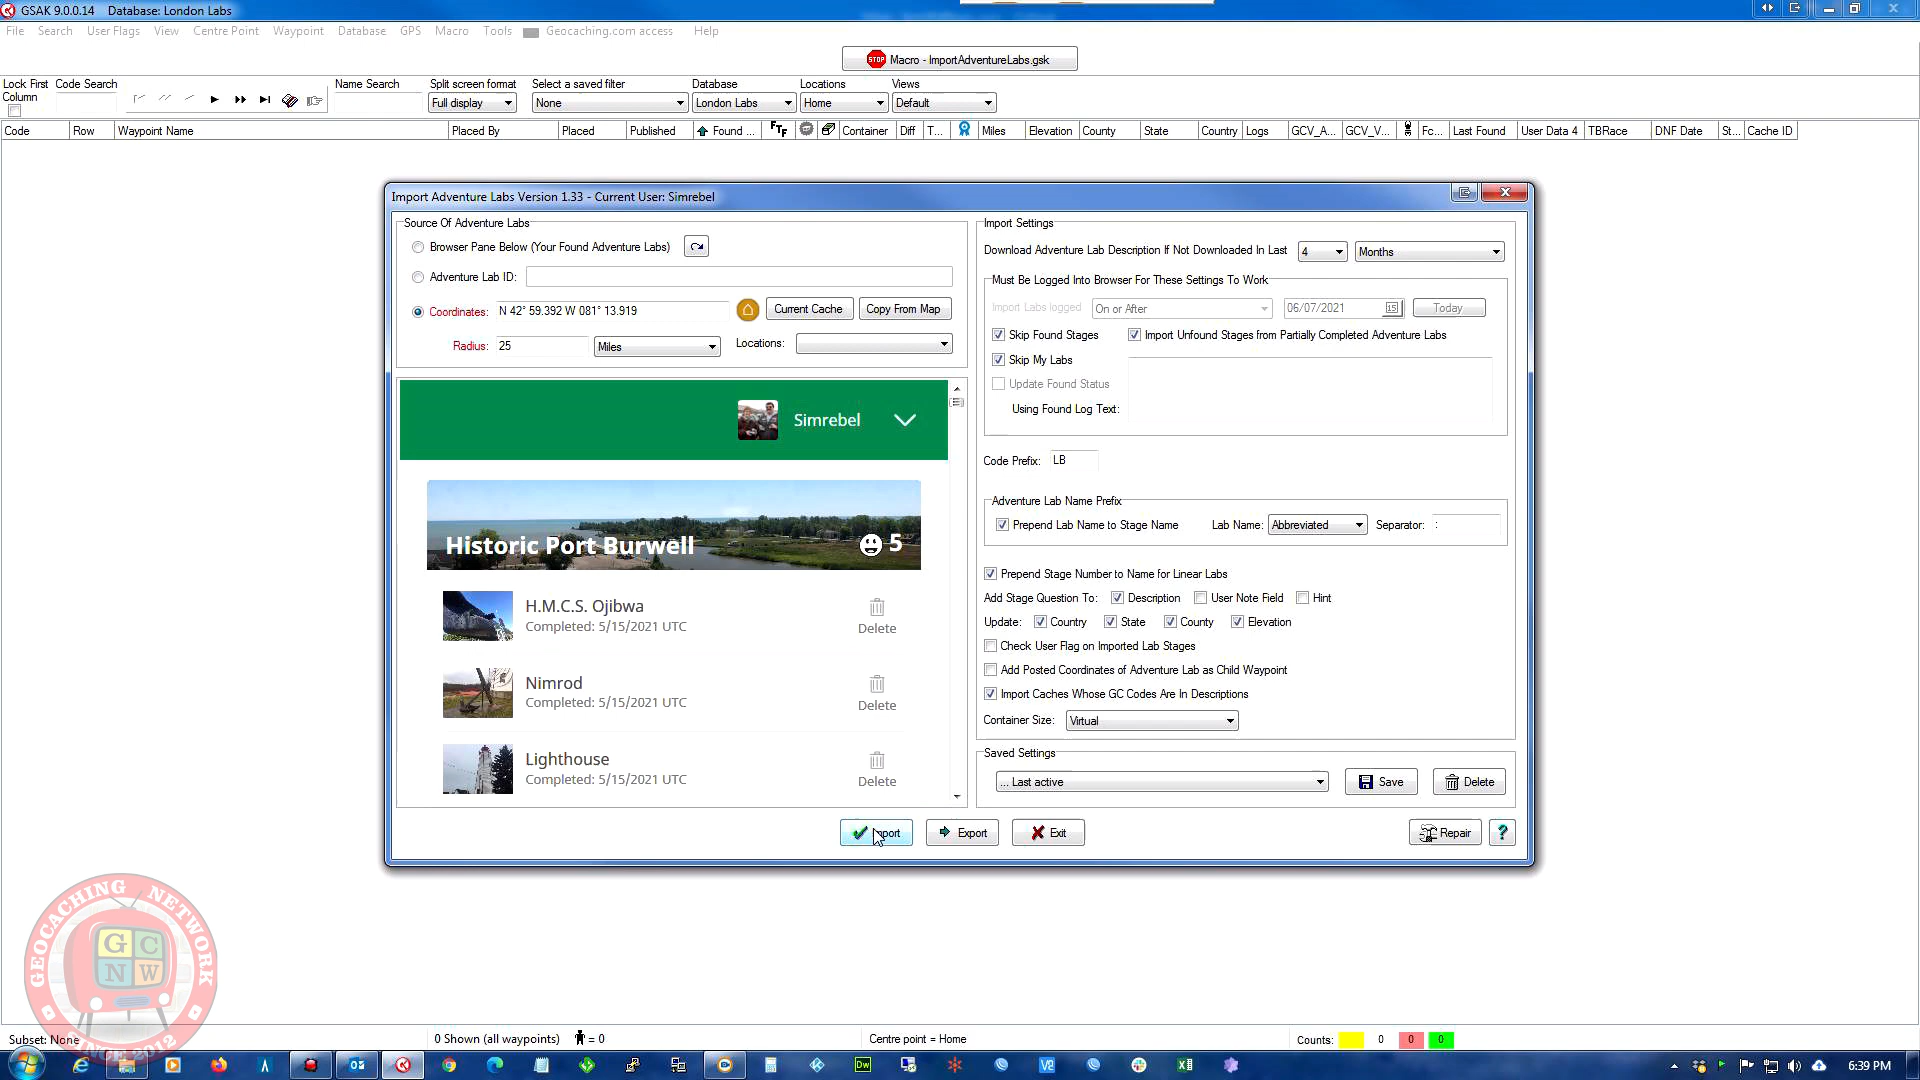 GSAK 9.0.0.14 Database: London Labs
File Search User Flags View Centre Point Waypoint Database GPS Macro Tools Geocaching.com access Help
STOP Macro - ImportAdventureLabs.gsk
Lock First Column Code Search Name Search Split screen format Select a saved filter Database Locations Views
Full display None London Labs Home Default
Code Row Waypoint Name Placed By Placed Published Found ... FTF Container Diff T... Miles Elevation County State Country Logs GCV_A... GCV_V... Fc... Last Found User Data 4 TBRace DNF Date St... Cache ID
Import Adventure Labs Version 1.33 - Current User: Simrebel
Source Of Adventure Labs
Browser Pane Below (Your Found Adventure Labs)
Adventure Lab ID:
Coordinates: N 42° 59.392 W 081° 13.919 Current Cache Copy From Map
Radius: 25 Miles Locations:
Simrebel
Historic Port Burwell 5
H.M.C.S. Ojibwa
Completed: 5/15/2021 UTC
Delete
Nimrod
Completed: 5/15/2021 UTC
Delete
Lighthouse
Completed: 5/15/2021 UTC
Delete
Import Settings
Download Adventure Lab Description If Not Downloaded In Last 4 Months
Must Be Logged Into Browser For These Settings To Work
Import Labs logged On or After 06/07/2021 15 Today
Skip Found Stages Import Unfound Stages from Partially Completed Adventure Labs
Skip My Labs
Update Found Status
Using Found Log Text:
Code Prefix: LB
Adventure Lab Name Prefix
Prepend Lab Name to Stage Name Lab Name: Abbreviated Separator: :
Prepend Stage Number to Name for Linear Labs
Add Stage Question To: Description User Note Field Hint
Update: Country State County Elevation
Check User Flag on Imported Lab Stages
Add Posted Coordinates of Adventure Lab as Child Waypoint
Import Caches Whose GC Codes Are In Descriptions
Container Size: Virtual
Saved Settings
... Last active Save Delete
Import Export Exit Repair ?
GEOCACHING NETWORK
GC
NW
SINCE 2012
Subset: None 0 Shown (all waypoints) = 0 Centre point = Home Counts: 0 0 0
6:39 PM